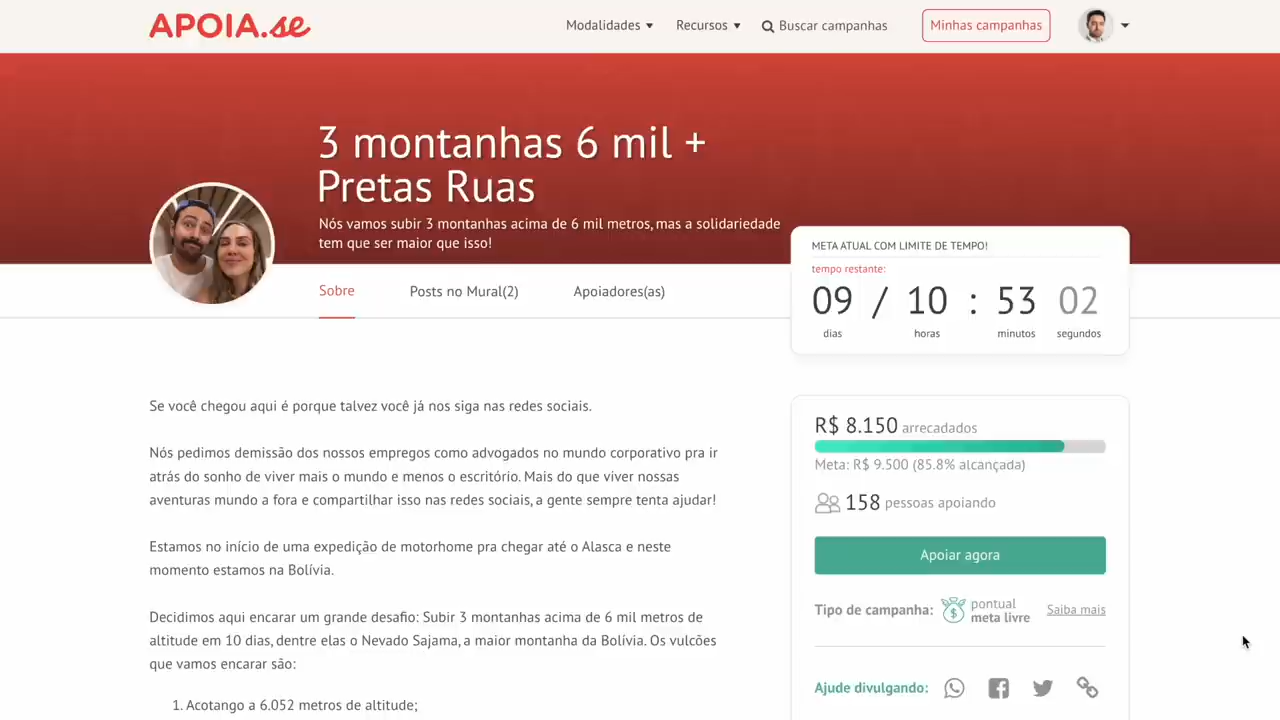 APOIA.se
Modalidades
Recursos
Buscar campanhas
Minhas campanhas
3 montanhas 6 mil +
Pretas Ruas
Nós vamos subir 3 montanhas acima de 6 mil metros, mas a solidariedade
tem que ser maior que isso!
META ATUAL COM LIMITE DE TEMPO!
tempo restante:
09 / 10 : 53 02
dias horas minutos segundos
Sobre
Posts no Mural(2)
Apoiadores(as)
Se você chegou aqui é porque talvez você já nos siga nas redes sociais.
Nós pedimos demissão dos nossos empregos como advogados no mundo corporativo pra ir
atrás do sonho de viver mais o mundo e menos o escritório. Mais do que viver nossas
aventuras mundo a fora e compartilhar isso nas redes sociais, a gente sempre tenta ajudar!
Estamos no início de uma expedição de motorhome pra chegar até o Alasca e neste
momento estamos na Bolívia.
Decidimos aqui encarar um grande desafio: Subir 3 montanhas acima de 6 mil metros de
altitude em 10 dias, dentre elas o Nevado Sajama, a maior montanha da Bolívia. Os vulcões
que vamos encarar são:
1. Acotango a 6.052 metros de altitude;
R$ 8.150 arrecadados
Meta: R$ 9.500 (85.8% alcançada)
158 pessoas apoiando
Apoiar agora
Tipo de campanha:
pontual
meta livre
Saiba mais
Ajude divulgando: